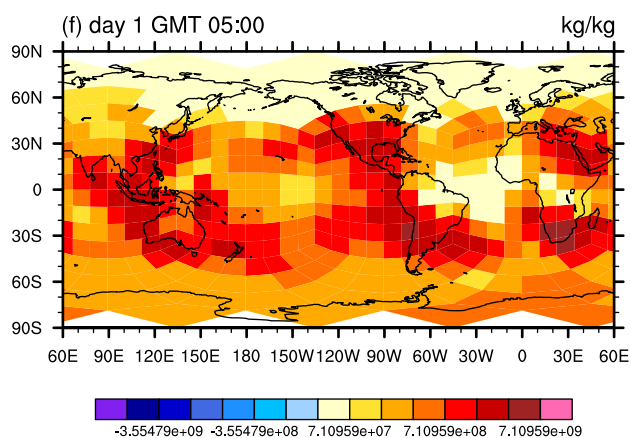 (f) day 1 GMT 05:00 kg/kg
90N
60N
30N
0
30S
60S
90S
60E 90E 120E 150E 180 150W 120W 90W 60W 30W 0 30E 60E
-3.55479e+09 -3.55479e+08 7.10959e+07 7.10959e+08 7.10959e+09